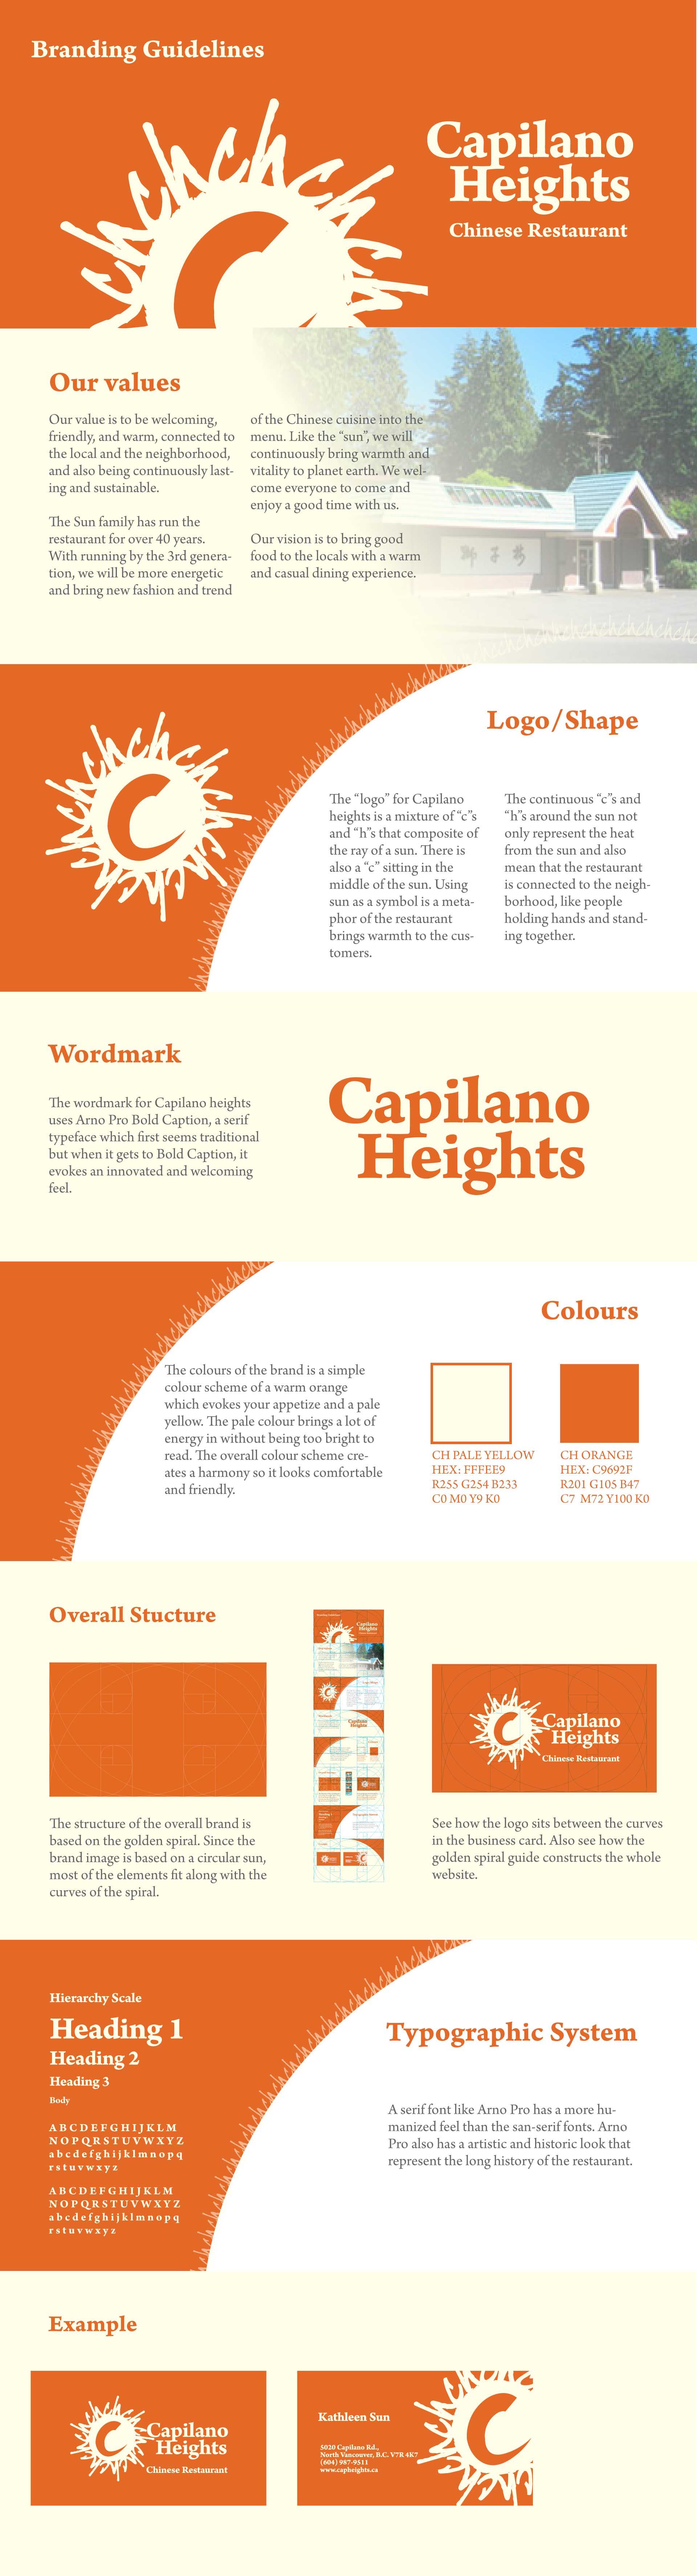 Branding Guidelines
Capilano
Heights
Chinese Restaurant
Our values
Our value is to be welcoming,
friendly, and warm, connected to
the local and the neighborhood,
and also being continuously last-
ing and sustainable.
The Sun family has run the
restaurant for over 40 years.
With running by the 3rd genera-
tion, we will be more energetic
and bring new fashion and trend
of the Chinese cuisine into the
menu. Like the “sun”, we will
continuously bring warmth and
vitality to planet earth. We wel-
come everyone to come and
enjoy a good time with us.
Our vision is to bring good
food to the locals with a warm
and casual dining experience.
C
Logo/Shape
The “logo” for Capilano
heights is a mixture of “c”s
and “h”s that composite of
the ray of a sun. There is
also a “c” sitting in the
middle of the sun. Using
sun as a symbol is a meta-
phor of the restaurant
brings warmth to the cus-
tomers.
The continuous “c”s and
“h”s around the sun not
only represent the heat
from the sun and also
mean that the restaurant
is connected to the neigh-
borhood, like people
holding hands and stand-
ing together.
Wordmark
The wordmark for Capilano heights
uses Arno Pro Bold Caption, a serif
typeface which first seems traditional
but when it gets to Bold Caption, it
evokes an innovated and welcoming
feel.
Capilano
Heights
Colours
The colours of the brand is a simple
colour scheme of a warm orange
which evokes your appetize and a pale
yellow. The pale colour brings a lot of
energy in without being too bright to
read. The overall colour scheme cre-
ates a harmony so it looks comfortable
and friendly.
CH PALE YELLOW
HEX: FFFEE9
R255 G254 B233
C0 M0 Y9 K0
CH ORANGE
HEX: C9692F
R201 G105 B47
C7 M72 Y100 K0
Overall Stucture
The structure of the overall brand is
based on the golden spiral. Since the
brand image is based on a circular sun,
most of the elements fit along with the
curves of the spiral.
Capilano
Heights
Chinese Restaurant
See how the logo sits between the curves
in the business card. Also see how the
golden spiral guide constructs the whole
website.
Hierarchy Scale
Heading 1
Heading 2
Heading 3
Body
A B C D E F G H I J K L M
N O P Q R S T U V W X Y Z
a b c d e f g h i j k l m n o p q
r s t u v w x y z
A B C D E F G H I J K L M
N O P Q R S T U V W X Y Z
a b c d e f g h i j k l m n o p q
r s t u v w x y z
Typographic System
A serif font like Arno Pro has a more hu-
manized feel than the san-serif fonts. Arno
Pro also has a artistic and historic look that
represent the long history of the restaurant.
Example
C
Capilano
Heights
Chinese Restaurant
Kathleen Sun
5020 Capilano Rd.,
North Vancouver, B.C. V7R 4K7
(604) 987-9511
www.capheights.ca
C